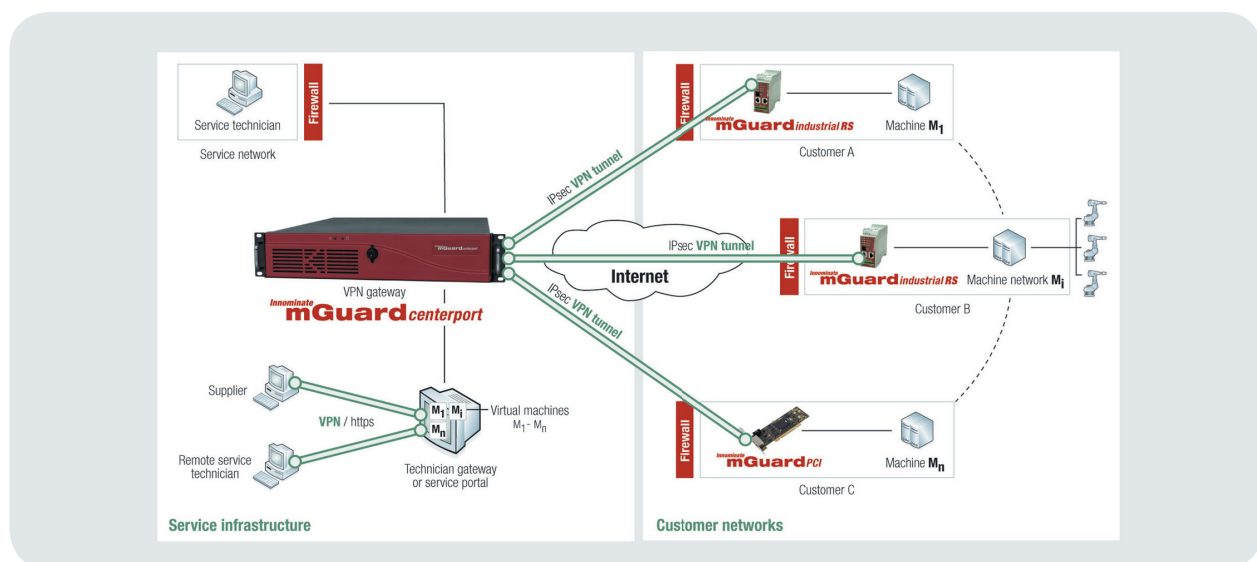 Service technician
Firewall
Service network
VPN gateway
Innominate
mGuard centerport
Supplier
VPN / https
Remote service
technician
M1 Mi
Mn
Virtual machines
M1 - Mn
Technician gateway
or service portal
Service infrastructure
IPsec VPN tunnel
IPsec VPN tunnel
IPsec VPN tunnel
Internet
Firewall
Innominate
mGuard industrial RS
Machine M1
Customer A
Firewall
Innominate
mGuard industrial RS
Machine network Mi
Customer B
Firewall
Innominate
mGuard PCI
Machine Mn
Customer C
Customer networks